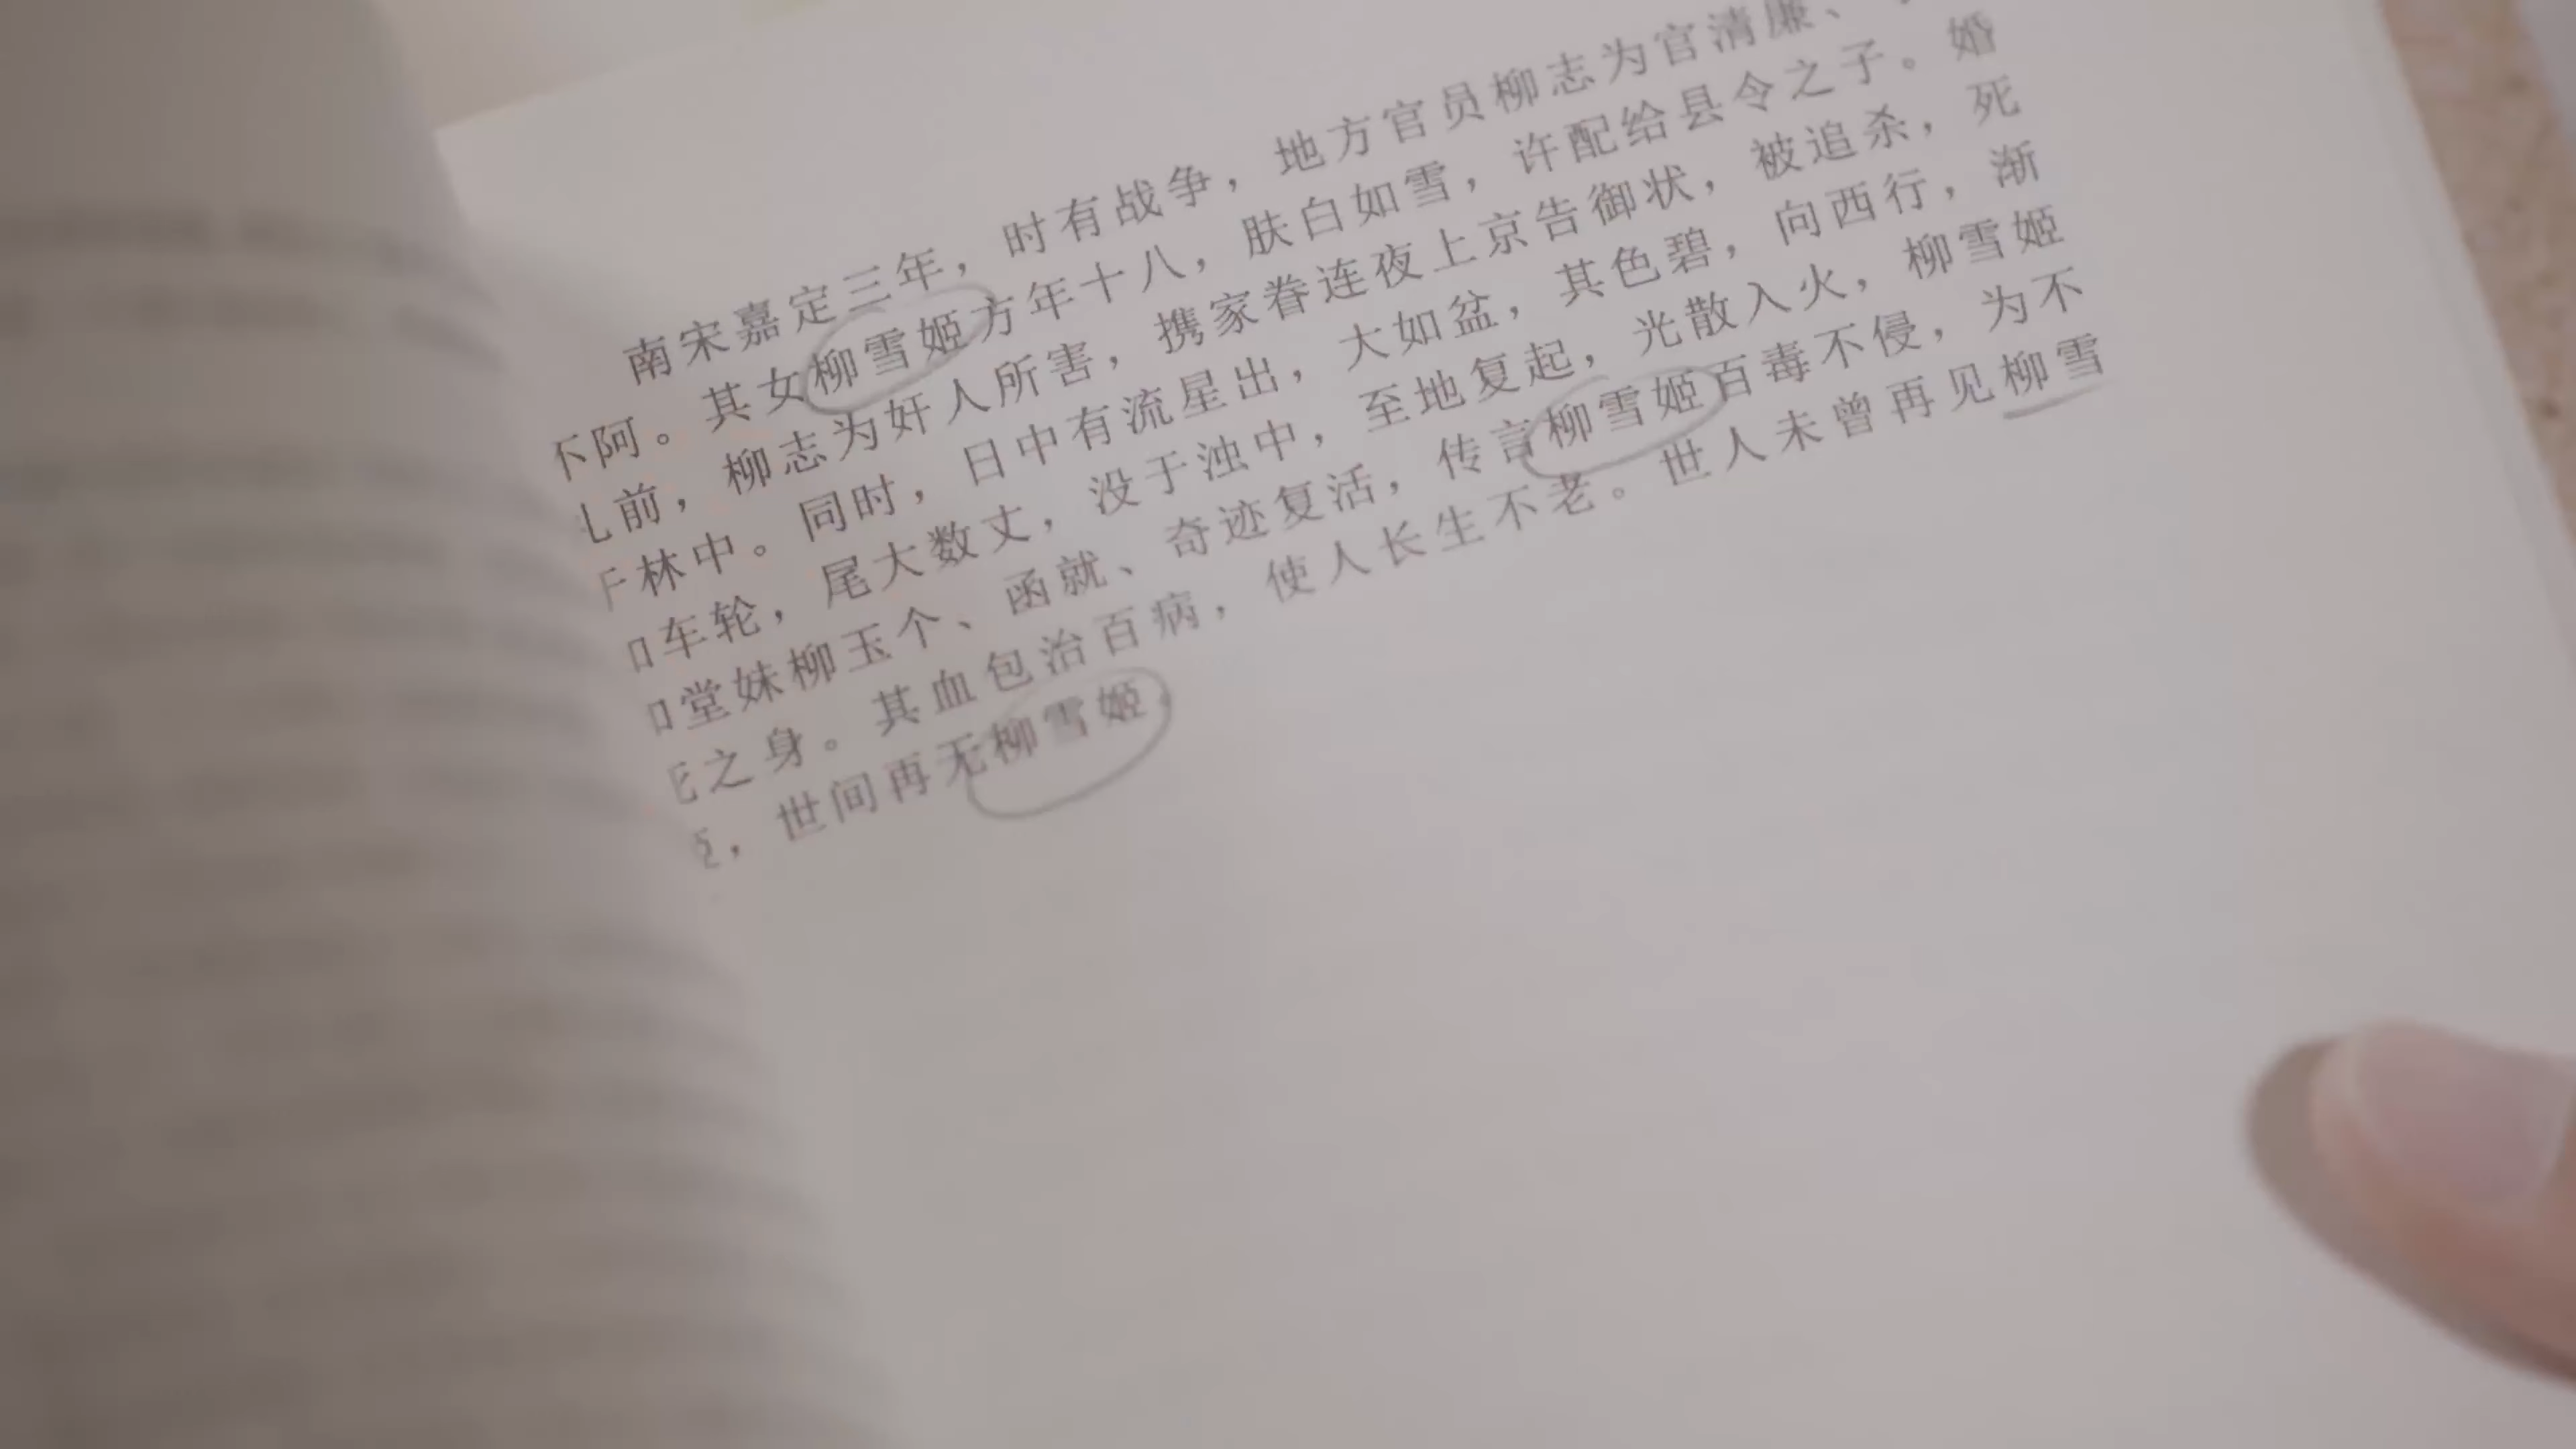 南宋嘉定三年，时有战争，地方官员柳志为官清廉、
不阿。其女柳雪姬方年十八，肤白如雪，许配给县令之子。婚
礼前，柳志为奸人所害，携家眷连夜上京告御状，被追杀，死
于林中。同时，日中有流星出，大如盆，其色碧，向西行，渐
如车轮，尾大数丈，没于浊中，至地复起，光散入火，柳雪姬
和堂妹柳玉个、函就、奇迹复活，传言柳雪姬百毒不侵，为不
死之身。其血包治百病，使人长生不老。世人未曾再见柳雪
姬，世间再无柳雪姬。